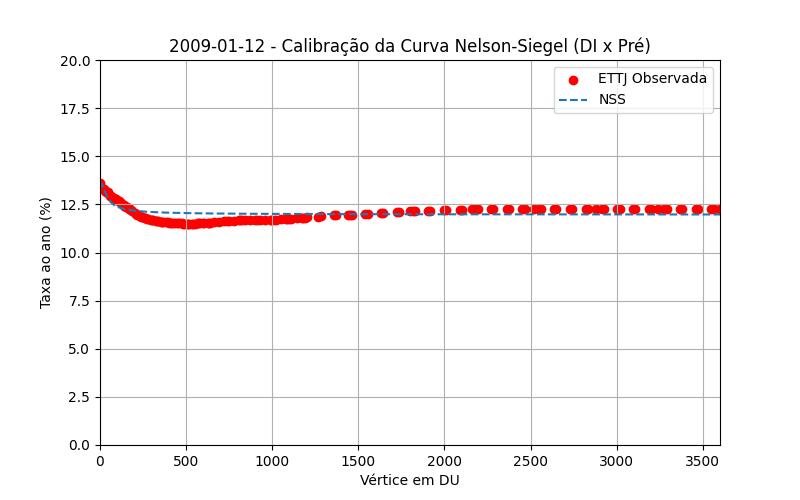 2009-01-12 - Calibração da Curva Nelson-Siegel (DI x Pré)
ETTJ Observada
NSS
Taxa ao ano (%)
20.0
17.5
15.0
12.5
10.0
7.5
5.0
2.5
0.0
0 500 1000 1500 2000 2500 3000 3500
Vértice em DU